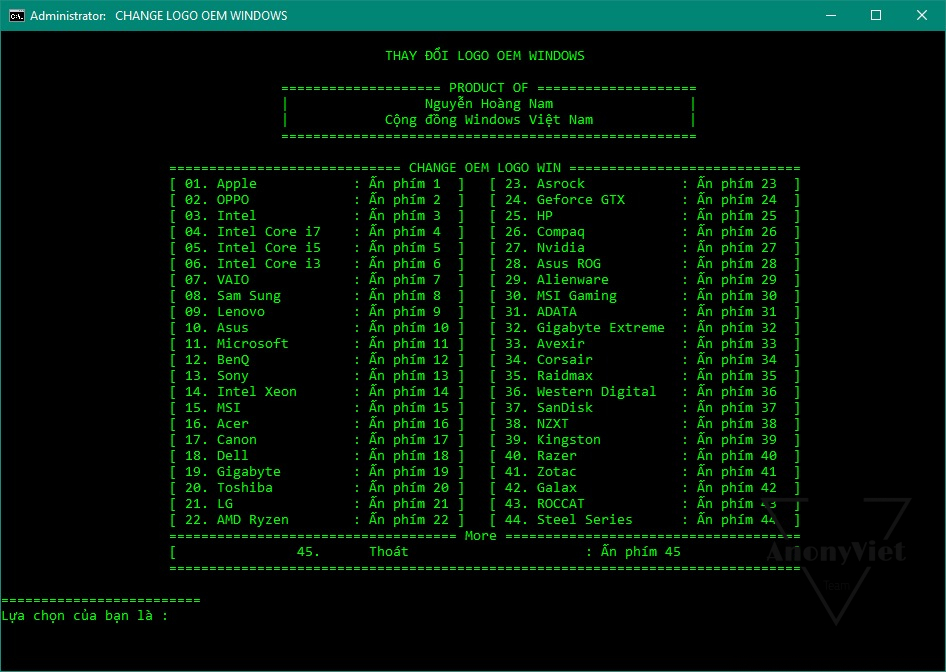 Administrator: CHANGE LOGO OEM WINDOWS
THAY ĐỔI LOGO OEM WINDOWS
==================== PRODUCT OF ====================
| Nguyễn Hoàng Nam |
| Cộng đồng Windows Việt Nam |
====================================================
============================= CHANGE OEM LOGO WIN =============================
[ 01. Apple : Ấn phím 1 ] [ 23. Asrock : Ấn phím 23 ]
[ 02. OPPO : Ấn phím 2 ] [ 24. Geforce GTX : Ấn phím 24 ]
[ 03. Intel : Ấn phím 3 ] [ 25. HP : Ấn phím 25 ]
[ 04. Intel Core i7 : Ấn phím 4 ] [ 26. Compaq : Ấn phím 26 ]
[ 05. Intel Core i5 : Ấn phím 5 ] [ 27. Nvidia : Ấn phím 27 ]
[ 06. Intel Core i3 : Ấn phím 6 ] [ 28. Asus ROG : Ấn phím 28 ]
[ 07. VAIO : Ấn phím 7 ] [ 29. Alienware : Ấn phím 29 ]
[ 08. Sam Sung : Ấn phím 8 ] [ 30. MSI Gaming : Ấn phím 30 ]
[ 09. Lenovo : Ấn phím 9 ] [ 31. ADATA : Ấn phím 31 ]
[ 10. Asus : Ấn phím 10 ] [ 32. Gigabyte Extreme : Ấn phím 32 ]
[ 11. Microsoft : Ấn phím 11 ] [ 33. Avexir : Ấn phím 33 ]
[ 12. BenQ : Ấn phím 12 ] [ 34. Corsair : Ấn phím 34 ]
[ 13. Sony : Ấn phím 13 ] [ 35. Raidmax : Ấn phím 35 ]
[ 14. Intel Xeon : Ấn phím 14 ] [ 36. Western Digital : Ấn phím 36 ]
[ 15. MSI : Ấn phím 15 ] [ 37. SanDisk : Ấn phím 37 ]
[ 16. Acer : Ấn phím 16 ] [ 38. NZXT : Ấn phím 38 ]
[ 17. Canon : Ấn phím 17 ] [ 39. Kingston : Ấn phím 39 ]
[ 18. Dell : Ấn phím 18 ] [ 40. Razer : Ấn phím 40 ]
[ 19. Gigabyte : Ấn phím 19 ] [ 41. Zotac : Ấn phím 41 ]
[ 20. Toshiba : Ấn phím 20 ] [ 42. Galax : Ấn phím 42 ]
[ 21. LG : Ấn phím 21 ] [ 43. ROCCAT : Ấn phím 43 ]
[ 22. AMD Ryzen : Ấn phím 22 ] [ 44. Steel Series : Ấn phím 44 ]
==================================== More =====================================
[ 45. Thoát : Ấn phím 45
===============================================================================
AnonyViet
Team
=========================
Lựa chọn của bạn là :